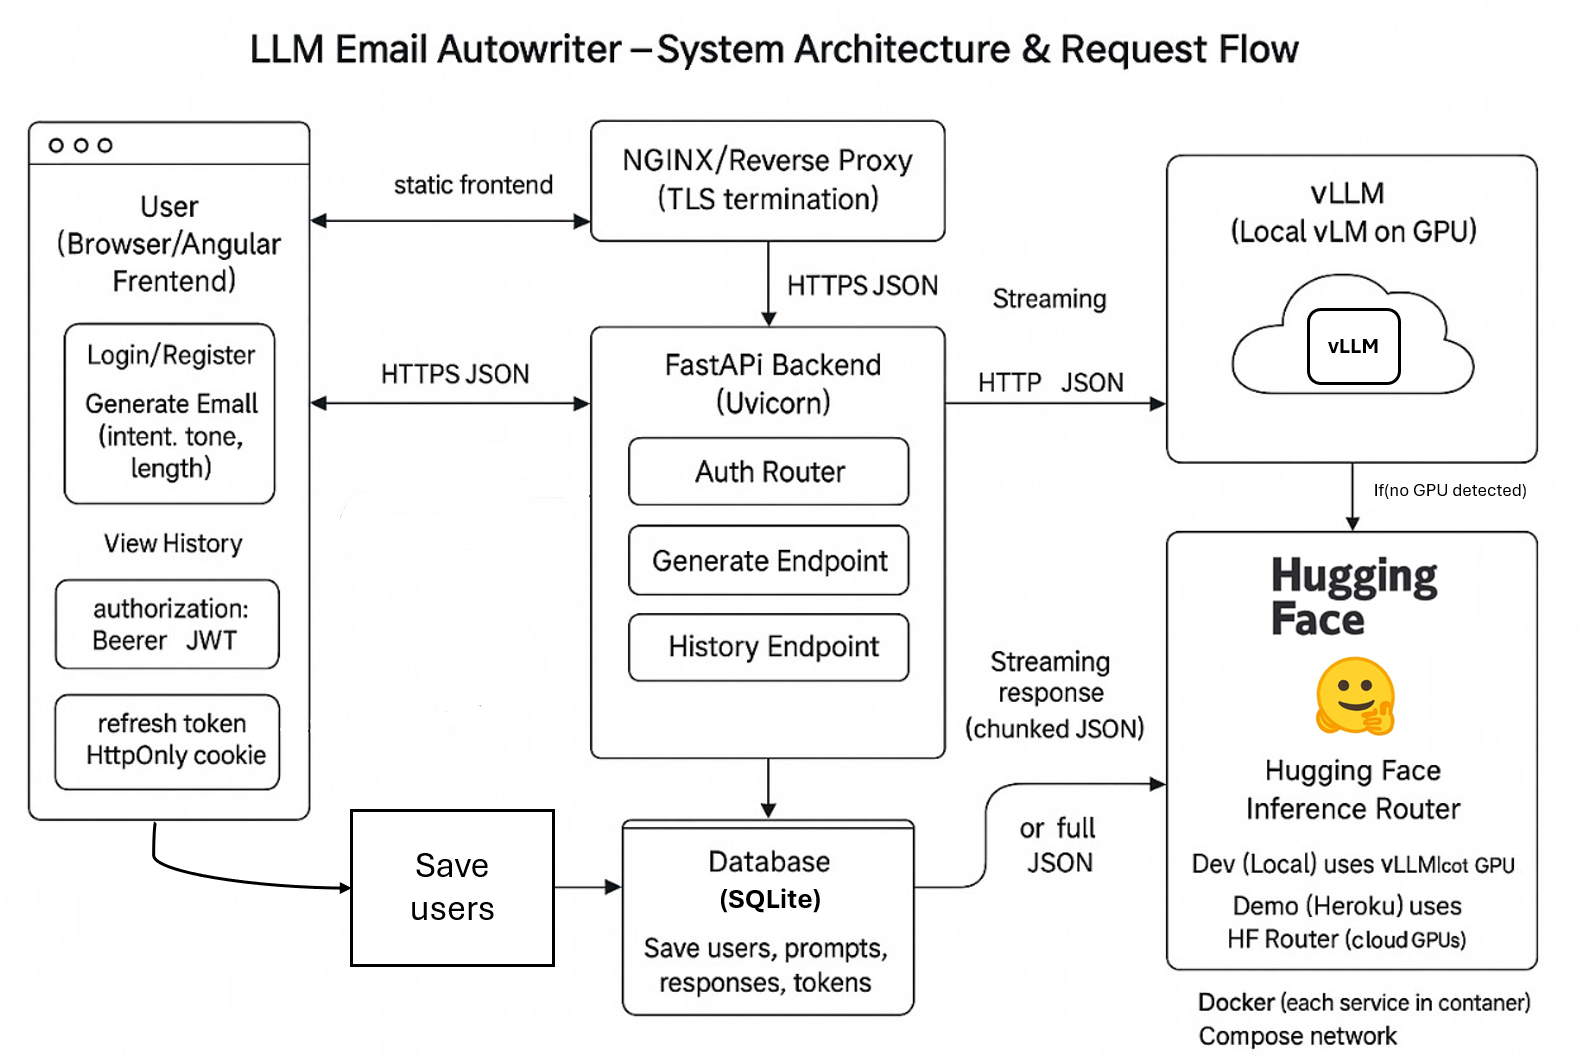 LLM Email Autowriter – System Architecture & Request Flow
User
(Browser/Angular
Frentend)
Login/Register
Generate Emall
(intent. tone,
length)
View History
authorization:
Beerer JWT
refresh token
HttpOnly cookie
static frontend
HTTPS JSON
NGINX/Reverse Proxy
(TLS termination)
HTTPS JSON
FastAPi Backend
(Uvicorn)
Auth Router
Generate Endpoint
History Endpoint
Save
users
Database
(SQLite)
Save users, prompts,
responses, tokens
Streaming
HTTP JSON
Streaming
response
(chunked JSON)
or full
JSON
vLLM
(Local vLM on GPU)
vLLM
If(no GPU detected)
Hugging
Face
Hugging Face
Inference Router
Dev (Local) uses vLLMlcot GPU
Demo (Heroku) uses
HF Router (cloud GPUs)
Docker (each service in contaner)
Compose network